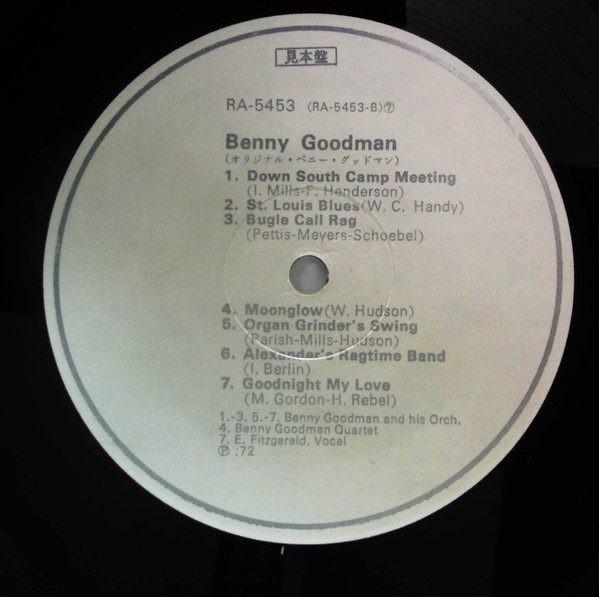 見本盤
RA-5453 (RA-5453-B)⑦
Benny Goodman
(オリジナル・ベニー・グッドマン)
1. Down South Camp Meeting
(I. Mills-F. Henderson)
2. St. Louis Blues(W. C. Handy)
3. Bugle Call Rag
(Pettis-Meyers-Schoebel)
4. Moonglow(W. Hudson)
5. Organ Grinder's Swing
(Parish-Mills-Hudson)
6. Alexander's Ragtime Band
(I. Berlin)
7. Goodnight My Love
(M. Gordon-H. Rebel)
1.-3, 5.-7. Benny Goodman and his Orch,
4. Benny Goodman Quartet
7. E. Fitzgerald, Vocal
Ⓟ .'72